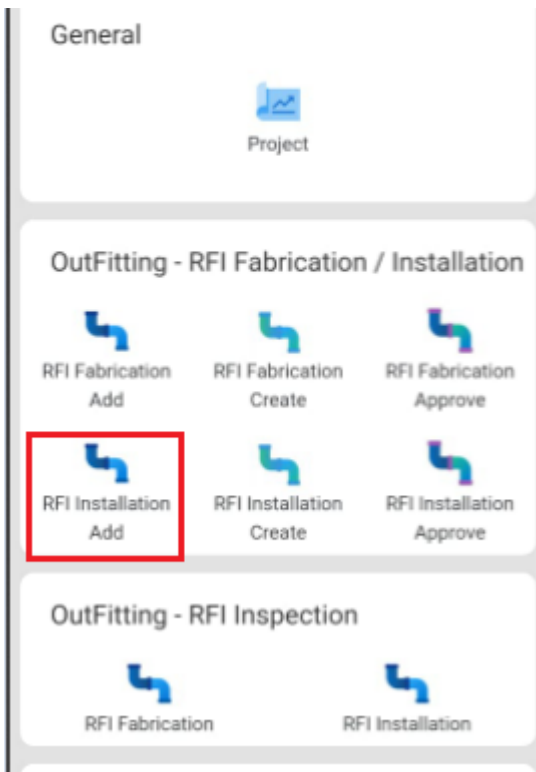 General
Project
OutFitting - RFI Fabrication / Installation
RFI Fabrication
Add
RFI Fabrication
Create
RFI Fabrication
Approve
RFI Installation
Add
RFI Installation
Create
RFI Installation
Approve
OutFitting - RFI Inspection
RFI Fabrication
RFI Installation